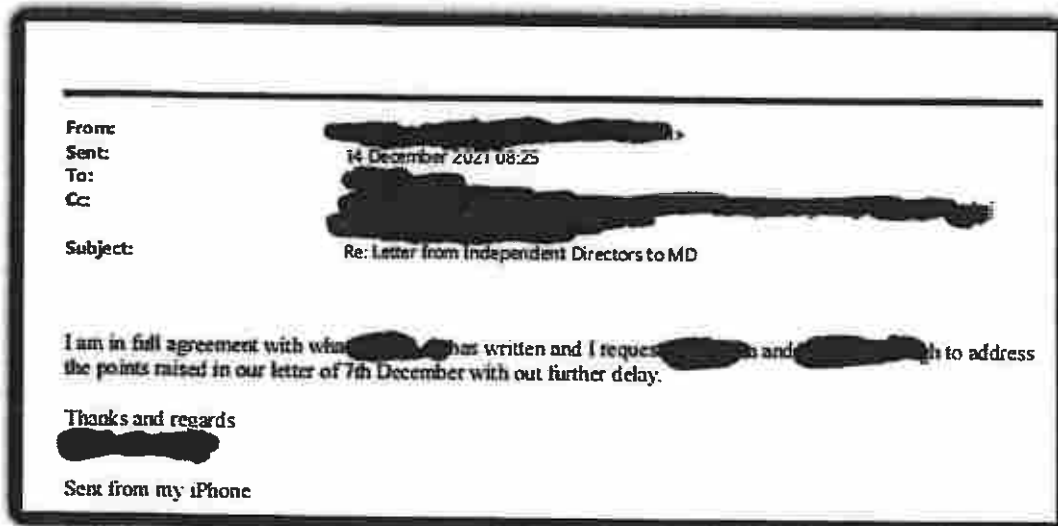 From:
Sent: 14 December 2021 08:25
To:
Cc:
Subject: Re: Letter from Independent Directors to MD
I am in full agreement with what has written and I request and to address
the points raised in our letter of 7th December with out further delay.
Thanks and regards
Sent from my iPhone